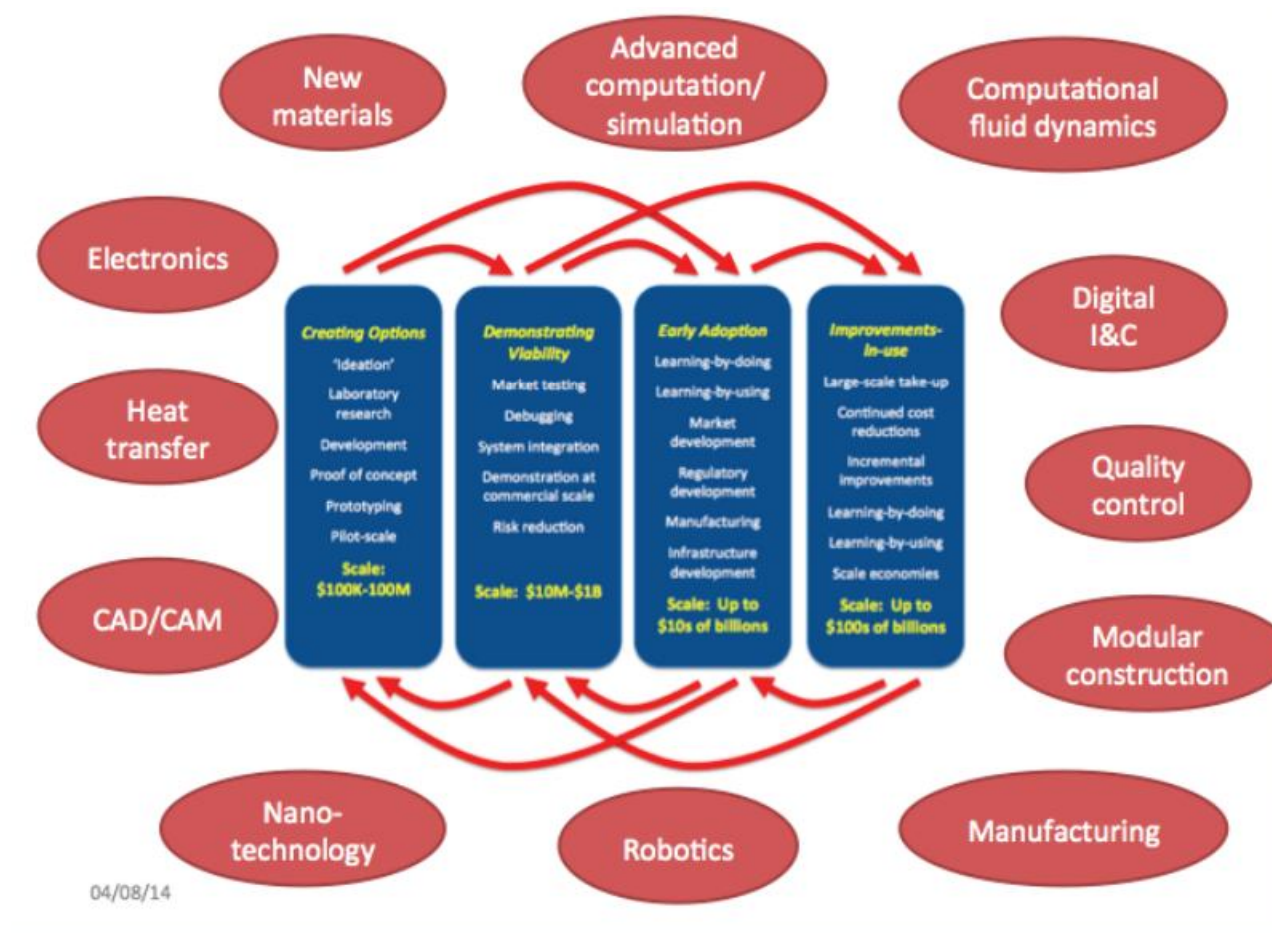 New
materials
Advanced
computation/
simulation
Computational
fluid dynamics
Electronics
Heat
transfer
CAD/CAM
Creating Options
'Ideation'
Laboratory
research
Development
Proof of concept
Prototyping
Pilot-scale
Scale:
$100K-100M
Demonstrating
Viability
Market testing
Debugging
System integration
Demonstration at
commercial scale
Risk reduction
Scale: $10M-$1B
Early Adoption
Learning-by-doing
Learning-by-using
Market
development
Regulatory
development
Manufacturing
Infrastructure
development
Scale: Up to
$10s of billions
Improvements-
in-use
Large-scale take-up
Continued cost
reductions
Incremental
improvements
Learning-by-doing
Learning-by-using
Scale economies
Scale: Up to
$100s of billions
Digital
I&C
Quality
control
Modular
construction
Nano-
technology
Robotics
Manufacturing
04/08/14